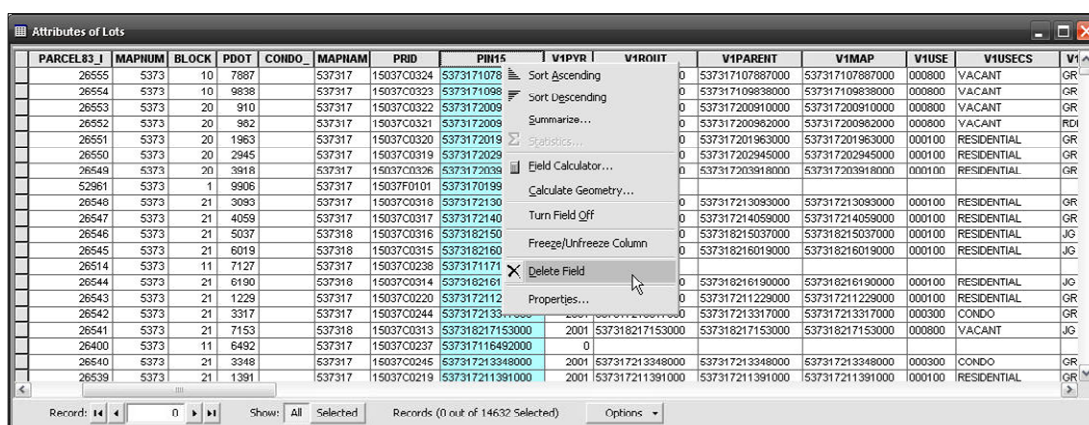 Attributes of Lots
PARCEL83_I MAPNUM BLOCK PDOT CONDO_ MAPNAM PRID PIN15 V1PYR V1ROUT V1PARENT V1MAP V1USE V1USECS
26555 5373 10 7887 537317 15037C0324 5373171078 537317107887000 537317107887000 000800 VACANT GR
26554 5373 10 9838 537317 15037C0323 5373171098 537317109838000 537317109838000 000800 VACANT GR
26553 5373 20 910 537317 15037C0322 5373172009 537317200910000 537317200910000 000800 VACANT GR
26552 5373 20 982 537317 15037C0321 5373172009 537317200982000 537317200982000 000800 VACANT
26551 5373 20 1963 537317 15037C0320 5373172019 537317201963000 537317201963000 000100 RESIDENTIAL GR
26550 5373 20 2945 537317 15037C0319 5373172029 537317202945000 537317202945000 000100 RESIDENTIAL GR
26549 5373 20 3918 537317 15037C0326 5373172039 537317203918000 537317203918000 000100 RESIDENTIAL GR
52961 5373 1 9906 537317 15037F0101 5373170199
26548 5373 21 3093 537317 15037C0318 5373172130 537317213093000 537317213093000 000100 RESIDENTIAL GR
26547 5373 21 4059 537317 15037C0317 5373172140 537317214059000 537317214059000 000100 RESIDENTIAL GR
26546 5373 21 5037 537318 15037C0316 5373182150 537318215037000 537318215037000 000100 RESIDENTIAL JG
26545 5373 21 6019 537318 15037C0315 5373182160 537318216019000 537318216019000 000100 RESIDENTIAL JG
26514 5373 11 7127 537317 15037C0238 5373171171
26544 5373 21 6190 537318 15037C0314 5373182161 537318216190000 537318216190000 000100 RESIDENTIAL JG
26543 5373 21 1229 537317 15037C0220 5373172112 537317211229000 537317211229000 000100 RESIDENTIAL GR
26542 5373 21 3317 537317 15037C0244 537317213317000 537317213317000 000300 CONDO GR
26541 5373 21 7153 537318 15037C0313 537318217153000 2001 537318217153000 537318217153000 537318217153000 000800 VACANT JG
26400 5373 11 6492 537317 15037C0237 537317116492000 0
26540 5373 21 3348 537317 15037C0245 537317213348000 2001 537317213348000 537317213348000 537317213348000 000300 CONDO GR
26539 5373 21 1391 537317 15037C0219 537317211391000 2001 537317211391000 537317211391000 537317211391000 000100 RESIDENTIAL GR
Sort Ascending
Sort Descending
Summarize...
Statistics...
Field Calculator...
Calculate Geometry...
Turn Field Off
Freeze/Unfreeze Column
Delete Field
Properties...
Record: 0 Show: All Selected Records (0 out of 14632 Selected) Options